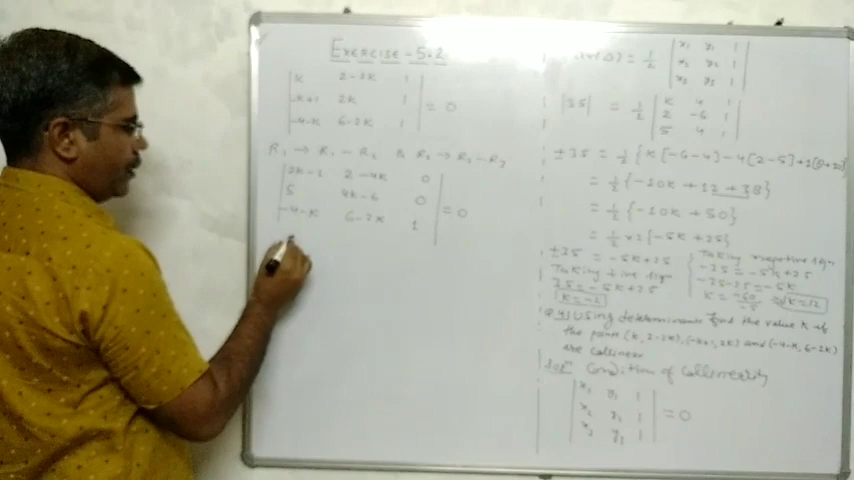 EXERCISE - 5.2
| K 2-2K 1 |
| -K+1 2K 1 | = 0
| -4-K 6-2K 1 |
R₁ → R₁ - R₂ & R₂ → R₂ - R₃
| 2K-1 2-4K 0 |
| 5 4K-6 0 | = 0
| -4-K 6-2K 1 |
(Δ) = 1/2 | x₁ y₁ 1 |
| x₂ y₂ 1 |
| x₃ y₃ 1 |
|35| = 1/2 | K 4 1 |
| 2 -6 1 |
| 5 4 1 |
±35 = 1/2 {K[-6-4]-4[2-5]+1(8+30)}
= 1/2 {-10K + 12 + 38}
= 1/2 {-10K + 50}
= 1/2 × 2 {-5K + 25}
±35 = -5K+25
Taking +ive sign
35 = -5K+25
K = -2
Taking negative sign
-35 = -5K+25
-35-25 = -5K
K = -60/-5 ⇒ K=12
Q.4) Using determinants find the value K if
the points (K, 2-2K), (-K+1, 2K) and (-4-K, 6-2K)
are collinear
Solⁿ Condition of Collinearity
| x₁ y₁ 1 |
| x₂ y₂ 1 | = 0
| x₃ y₃ 1 |